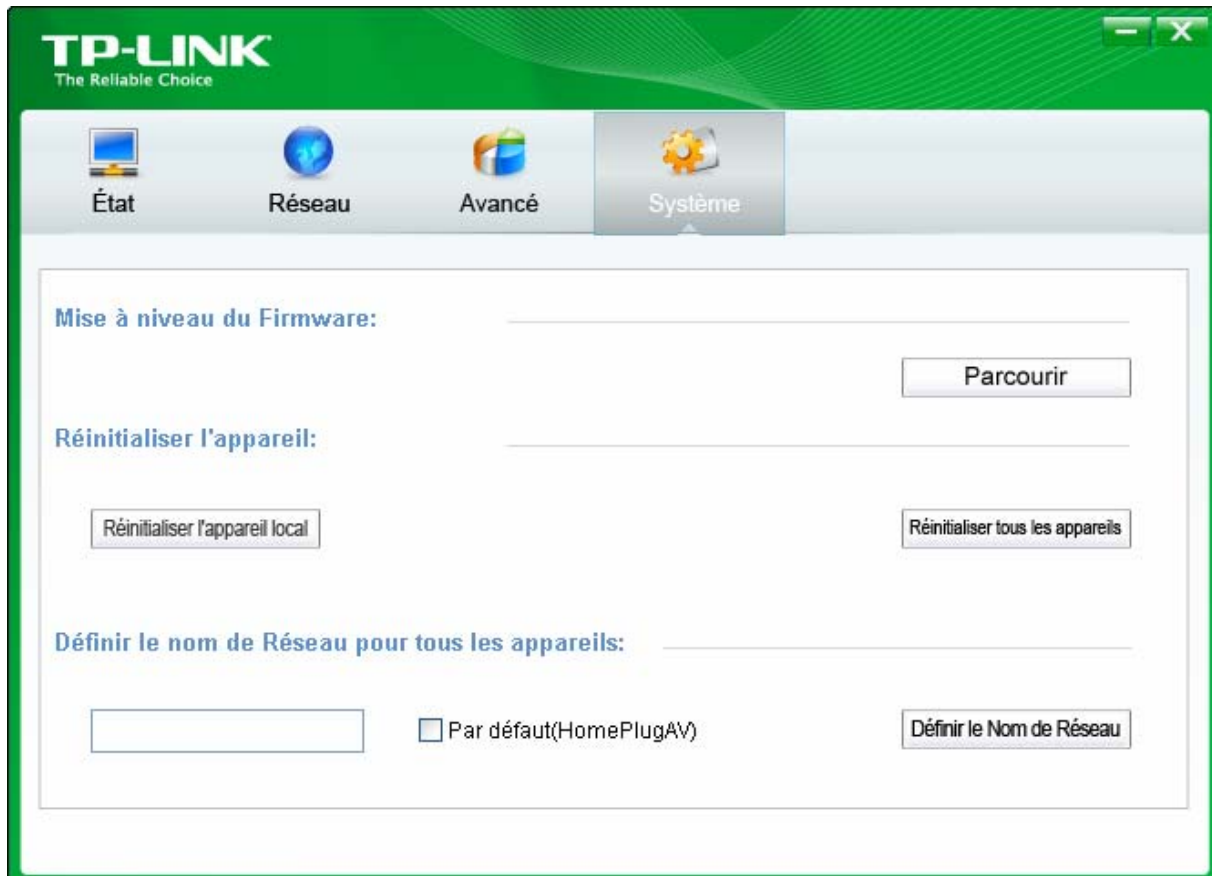 TP-LINK
The Reliable Choice
État
Réseau
Avancé
Système
Mise à niveau du Firmware:
Parcourir
Réinitialiser l'appareil:
Réinitialiser l'appareil local
Réinitialiser tous les appareils
Définir le nom de Réseau pour tous les appareils:
Par défaut(HomePlugAV)
Définir le Nom de Réseau